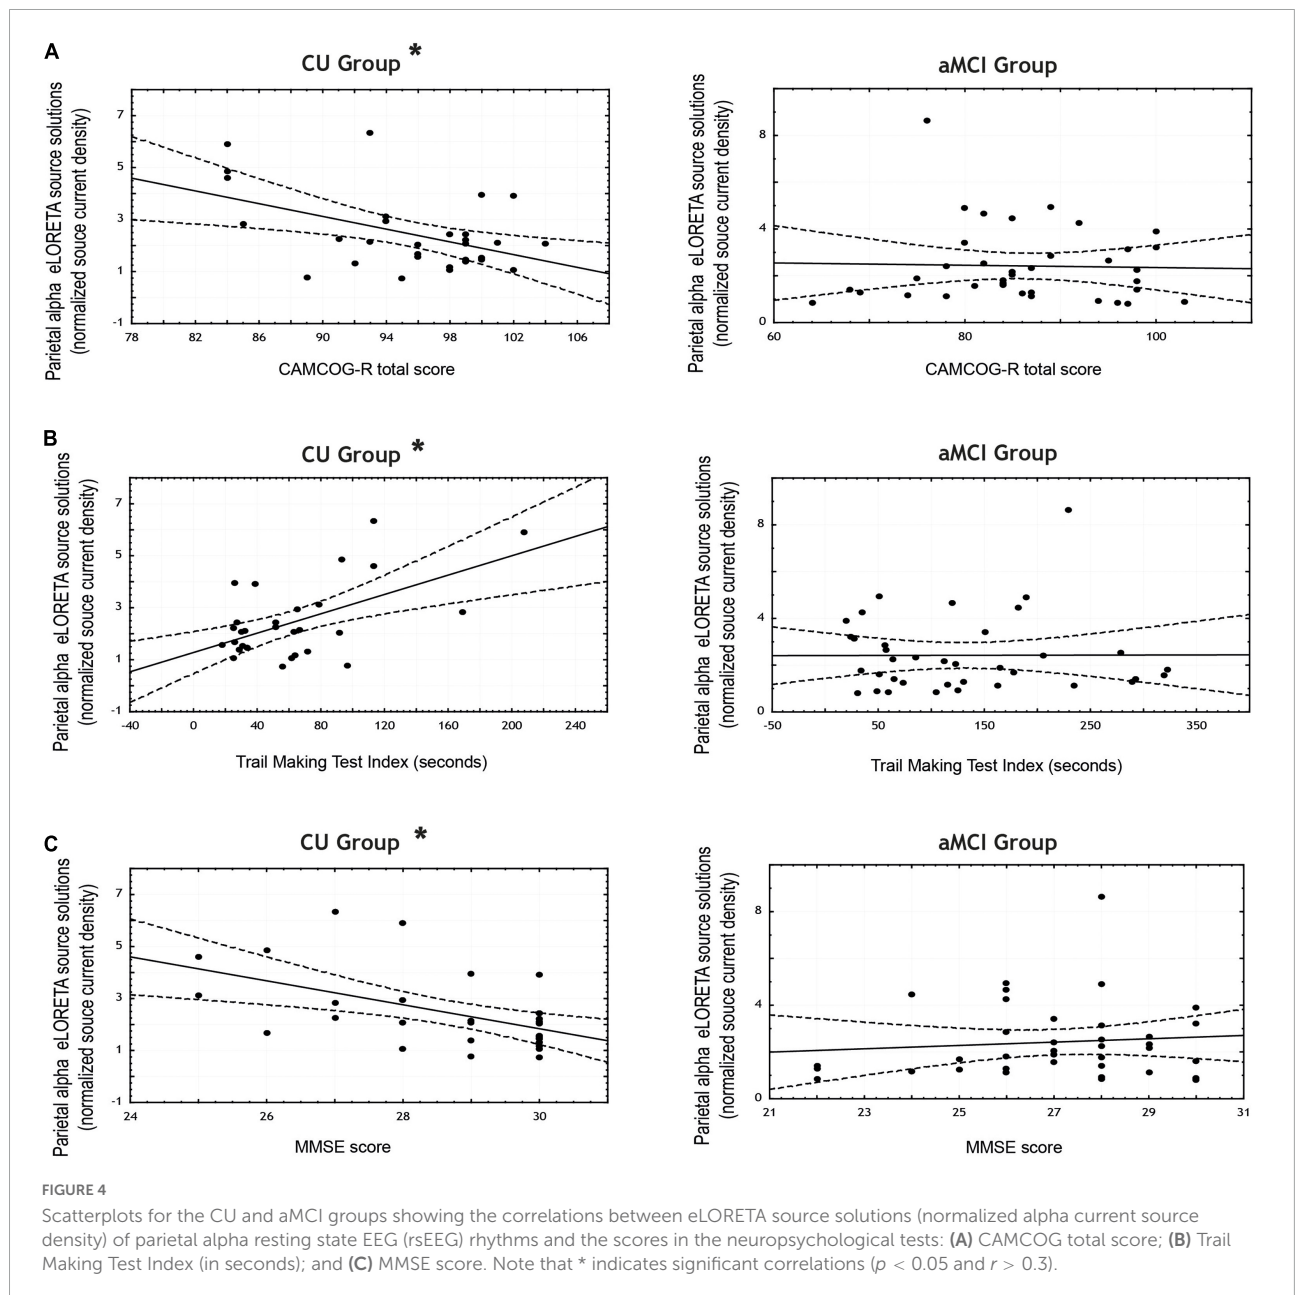 A
CU Group *
aMCI Group
Parietal alpha eLORETA source solutions
(normalized souce current density)
7
5
3
1
-1
78 82 86 90 94 98 102 106
CAMCOG-R total score
Parietal alpha eLORETA source solutions
(normalized souce current density)
8
4
0
60 80 100
CAMCOG-R total score
B
CU Group *
aMCI Group
Parietal alpha eLORETA source solutions
(normalized souce current density)
7
5
3
1
-1
-40 0 40 80 120 160 200 240
Trail Making Test Index (seconds)
Parietal alpha eLORETA source solutions
(normalized souce current density)
8
4
0
-50 50 150 250 350
Trail Making Test Index (seconds)
C
CU Group *
aMCI Group
Parietal alpha eLORETA source solutions
(normalized souce current density)
7
5
3
1
-1
24 26 28 30
MMSE score
Parietal alpha eLORETA source solutions
(normalized souce current density)
8
4
0
21 23 25 27 29 31
MMSE score
FIGURE 4
Scatterplots for the CU and aMCI groups showing the correlations between eLORETA source solutions (normalized alpha current source
density) of parietal alpha resting state EEG (rsEEG) rhythms and the scores in the neuropsychological tests: (A) CAMCOG total score; (B) Trail
Making Test Index (in seconds); and (C) MMSE score. Note that * indicates significant correlations (p < 0.05 and r > 0.3).